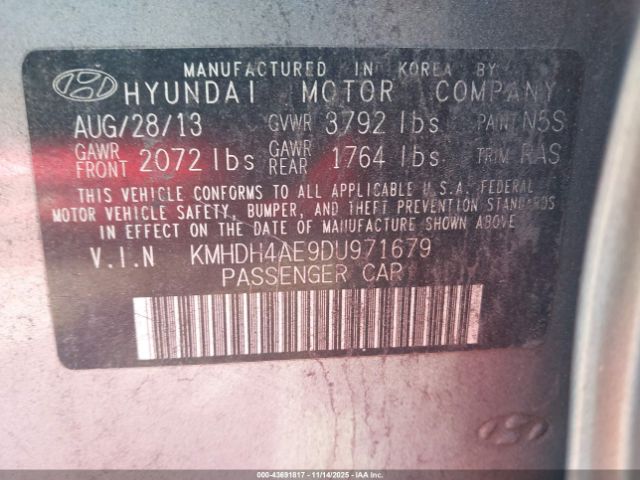 MANUFACTURED IN KOREA BY
HYUNDAI MOTOR COMPANY
AUG/28/13 GVWR 3792 lbs PAINT N5S
GAWR FRONT 2072 lbs GAWR REAR 1764 lbs TRIM RAS
THIS VEHICLE CONFORMS TO ALL APPLICABLE U.S.A. FEDERAL
MOTOR VEHICLE SAFETY, BUMPER, AND THEFT PREVENTION STANDARDS
IN EFFECT ON THE DATE OF MANUFACTURE SHOWN ABOVE
V.I.N KMHDH4AE9DU971679
PASSENGER CAR
000-43691817 - 11/14/2025 - IAAI.COM